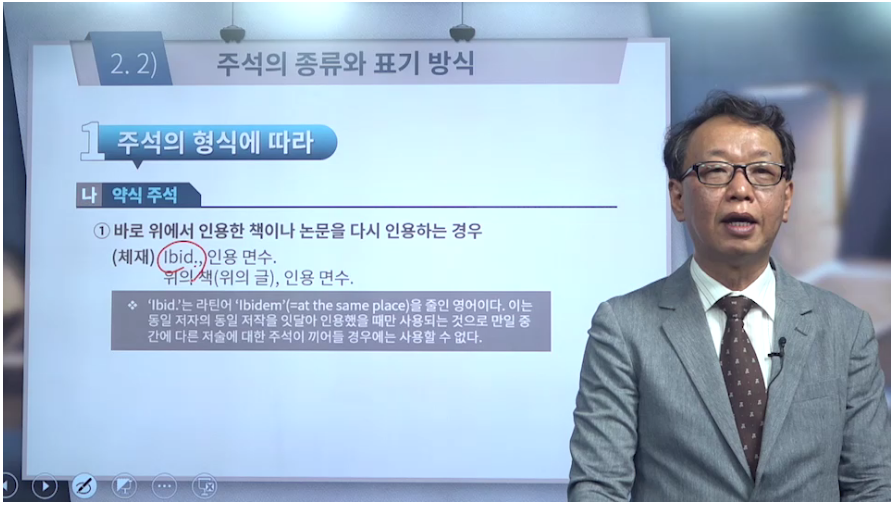 2. 2) 주석의 종류와 표기 방식
1 주석의 형식에 따라
나 약식 주석
① 바로 위에서 인용한 책이나 논문을 다시 인용하는 경우
(체재) Ibid., 인용 면수.
위의 책(위의 글), 인용 면수.
❖ ‘Ibid.’는 라틴어 ‘Ibidem’(=at the same place)을 줄인 영어이다. 이는
동일 저자의 동일 저작을 잇달아 인용했을 때만 사용되는 것으로 만일 중
간에 다른 저술에 대한 주석이 끼어들 경우에는 사용할 수 없다.